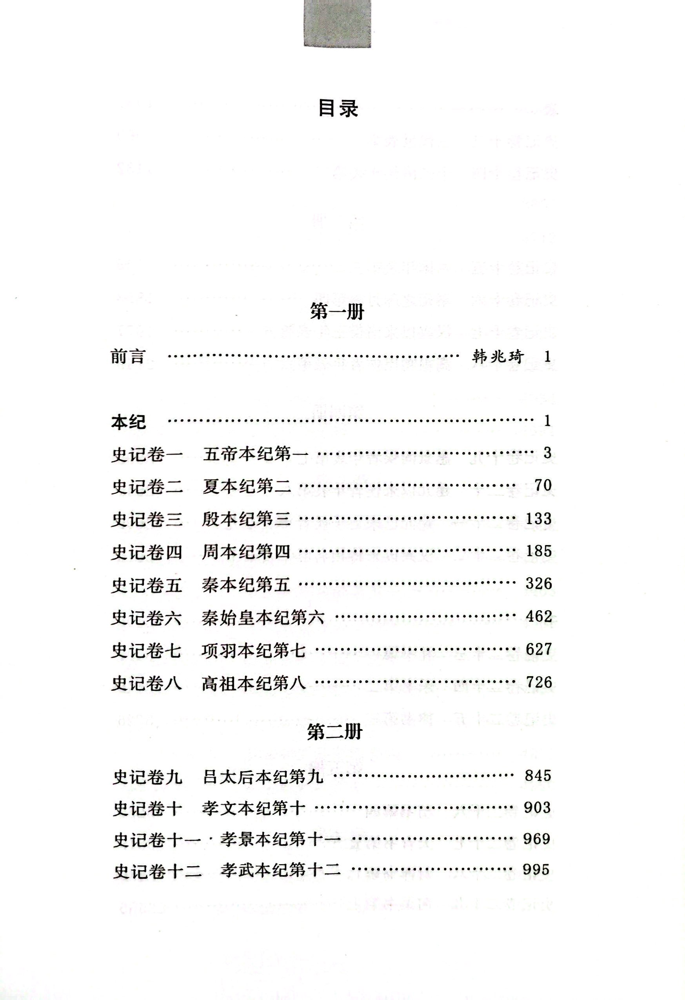 目录
第一册
前言 …………………………………………… 韩兆琦 1
本纪 ………………………………………………………… 1
史记卷一 五帝本纪第一 ………………………………… 3
史记卷二 夏本纪第二 ………………………………… 70
史记卷三 殷本纪第三 ………………………………… 133
史记卷四 周本纪第四 ………………………………… 185
史记卷五 秦本纪第五 ………………………………… 326
史记卷六 秦始皇本纪第六 …………………………… 462
史记卷七 项羽本纪第七 ……………………………… 627
史记卷八 高祖本纪第八 ……………………………… 726
第二册
史记卷九 吕太后本纪第九 …………………………… 845
史记卷十 孝文本纪第十 ……………………………… 903
史记卷十一 孝景本纪第十一 ………………………… 969
史记卷十二 孝武本纪第十二 ………………………… 995